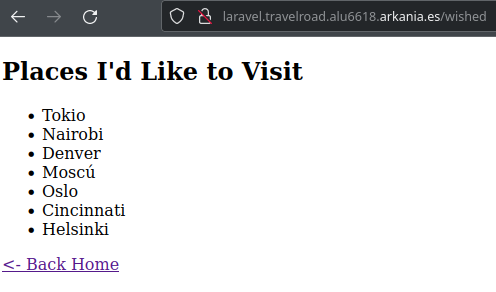 laravel.travelroad.alu6618.arkania.es/wished
Places I'd Like to Visit
Tokio
Nairobi
Denver
Moscú
Oslo
Cincinnati
Helsinki
<- Back Home